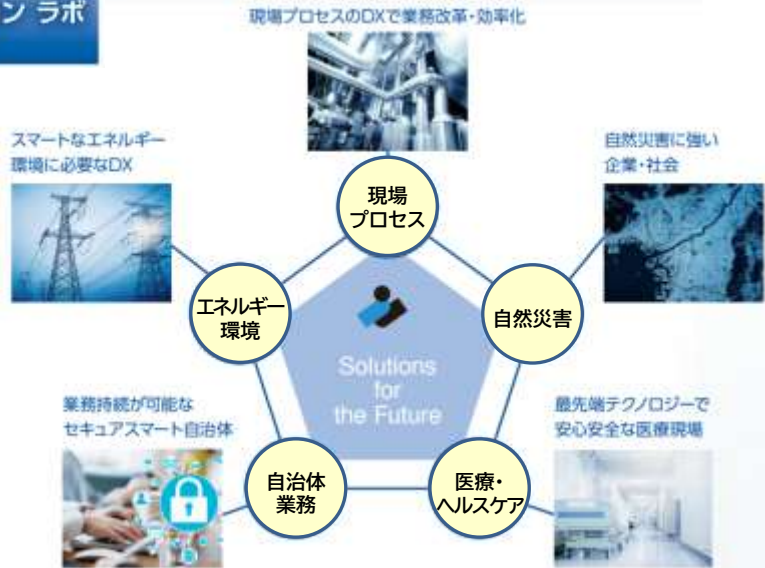 ン ラボ
現場プロセスのDXで業務改革・効率化
スマートなエネルギー
環境に必要なDX
自然災害に強い
企業・社会
現場
プロセス
エネルギー
環境
自然災害
Solutions
for
the Future
業務持続が可能な
セキュアスマート自治体
最先端テクノロジーで
安心安全な医療現場
自治体
業務
医療・
ヘルスケア